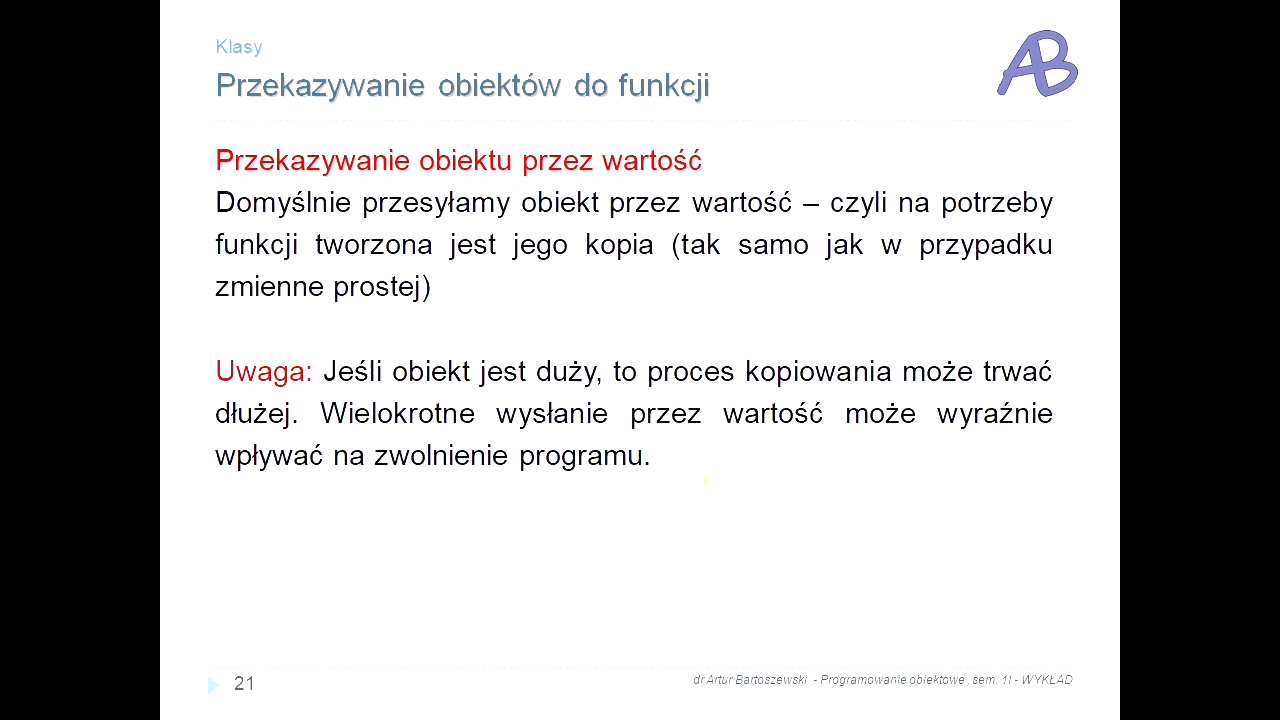 Klasy
Przekazywanie obiektów do funkcji
AB
Przekazywanie obiektu przez wartość
Domyślnie przesyłamy obiekt przez wartość – czyli na potrzeby
funkcji tworzona jest jego kopia (tak samo jak w przypadku
zmienne prostej)
Uwaga: Jeśli obiekt jest duży, to proces kopiowania może trwać
dłużej. Wielokrotne wysłanie przez wartość może wyraźnie
wpływać na zwolnienie programu.
21
dr Artur Bartoszewski - Programowanie obiektowe , sem. 1I - WYKŁAD